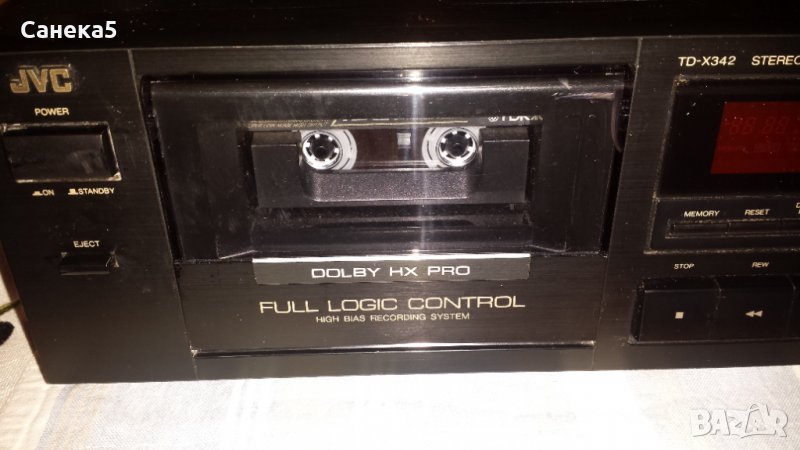 Санека5
JVC
TD-X342 STEREO
POWER
ON
STANDBY
EJECT
TDK
MEMORY
RESET
STOP
REW
DOLBY HX PRO
FULL LOGIC CONTROL
HIGH BIAS RECORDING SYSTEM
BAZAR